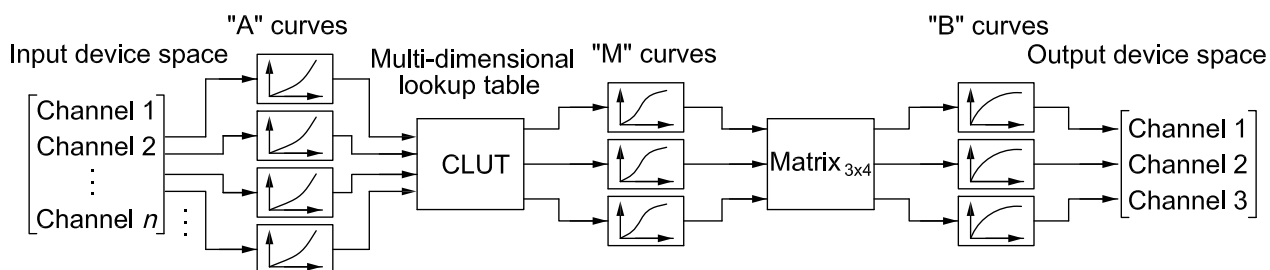 Input device space
Channel 1
Channel 2
⋮
Channel n
⋮
"A" curves
Multi-dimensional
lookup table
CLUT
"M" curves
Matrix 3x4
"B" curves
Output device space
Channel 1
Channel 2
Channel 3